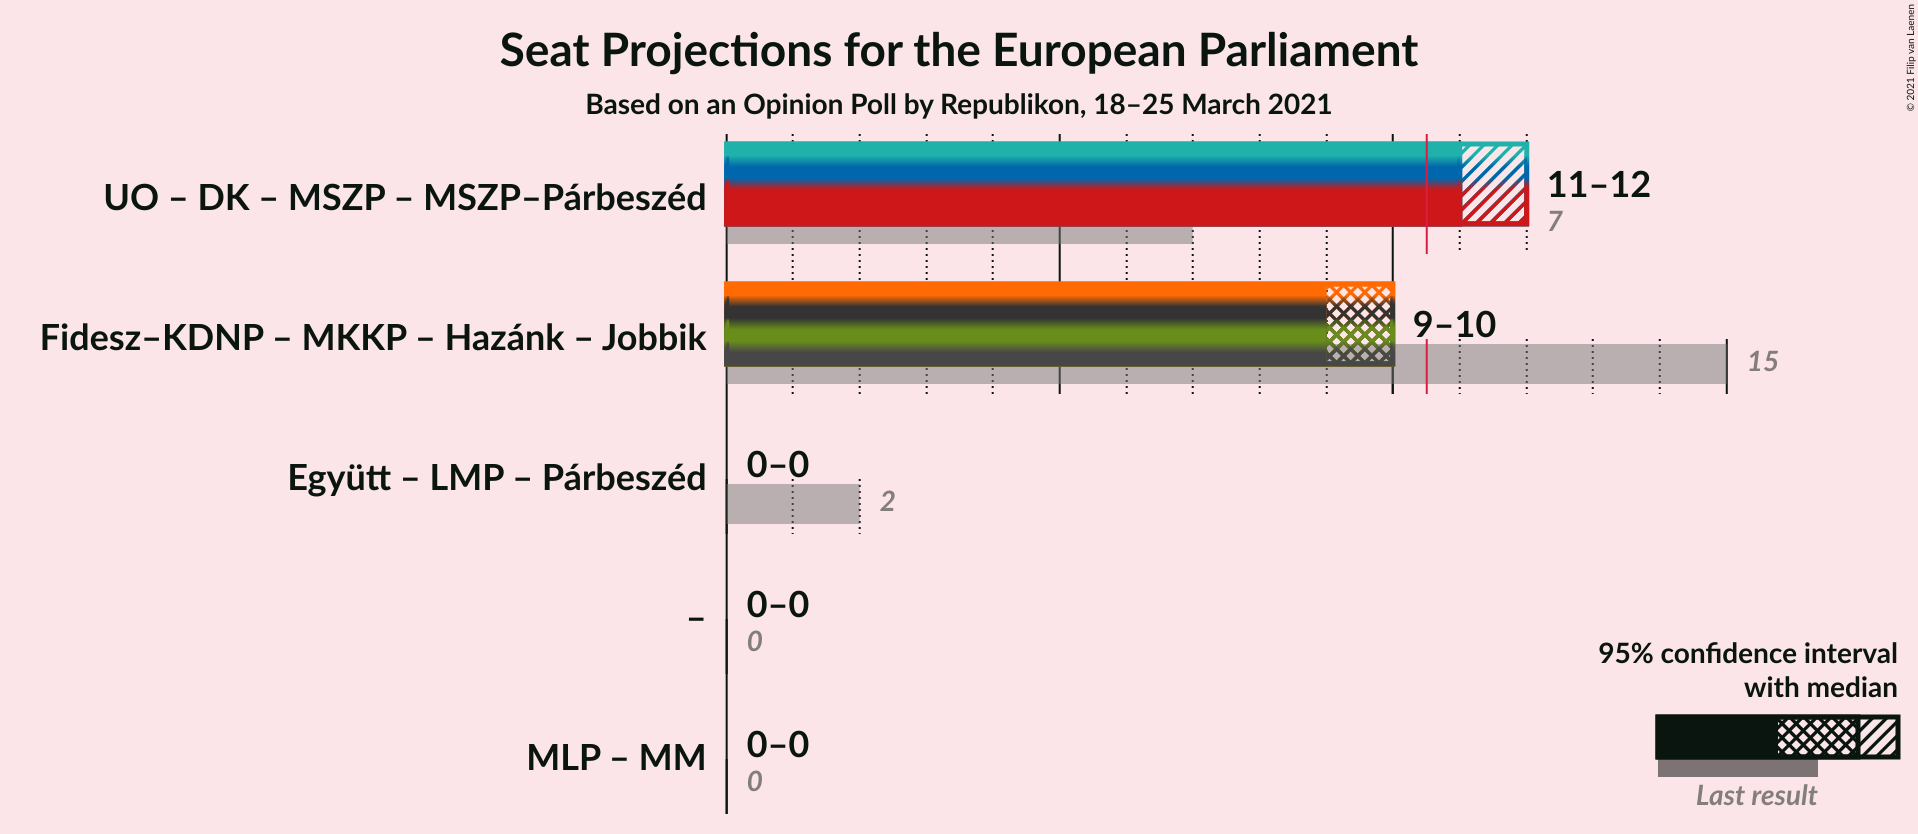 Seat Projections for the European Parliament
Based on an Opinion Poll by Republikon, 18–25 March 2021
© 2021 Filip van Laenen
UO – DK – MSZP – MSZP–Párbeszéd
11–12
7
Fidesz–KDNP – MKKP – Hazánk – Jobbik
9–10
15
Együtt – LMP – Párbeszéd
0–0
2
–
0–0
0
MLP – MM
0–0
0
95% confidence interval
with median
Last result